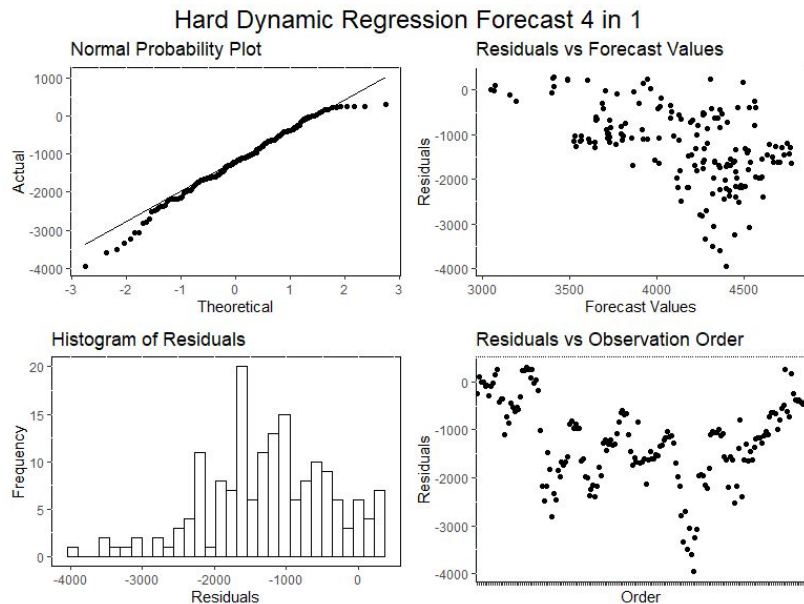 Hard Dynamic Regression Forecast 4 in 1
Normal Probability Plot
1000
0
-1000
-2000
-3000
-4000
Actual
-3
-2
-1
0
1
2
3
Theoretical
Residuals vs Forecast Values
0
-1000
-2000
-3000
-4000
Residuals
3000
3500
4000
4500
Forecast Values
Histogram of Residuals
20
15
10
5
0
Frequency
-4000
-3000
-2000
-1000
0
Residuals
Residuals vs Observation Order
0
-1000
-2000
-3000
-4000
Residuals
Order